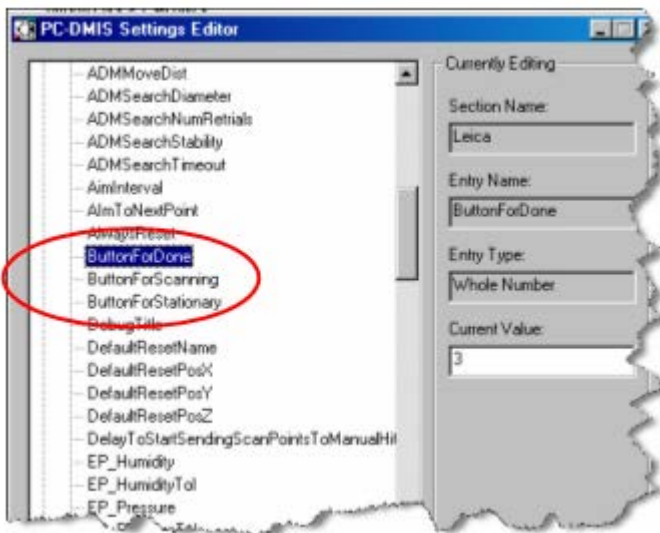 PC-DMIS Settings Editor
ADMMoveDist
ADMSearchDiameter
ADMSearchNumRetrials
ADMSearchStability
ADMSearchTimeout
AimInterval
AlmToNextPoint
AlwaysReset
ButtonForDone
ButtonForScanning
ButtonForStationary
DebugTitle
DefaultResetName
DefaultResetPosX
DefaultResetPosY
DefaultResetPosZ
DelayToStartSendingScanPointsToManualHit
EP_Humidity
EP_HumidityTol
EP_Pressure
Currently Editing
Section Name:
Leica
Entry Name:
ButtonForDone
Entry Type:
Whole Number
Current Value:
3